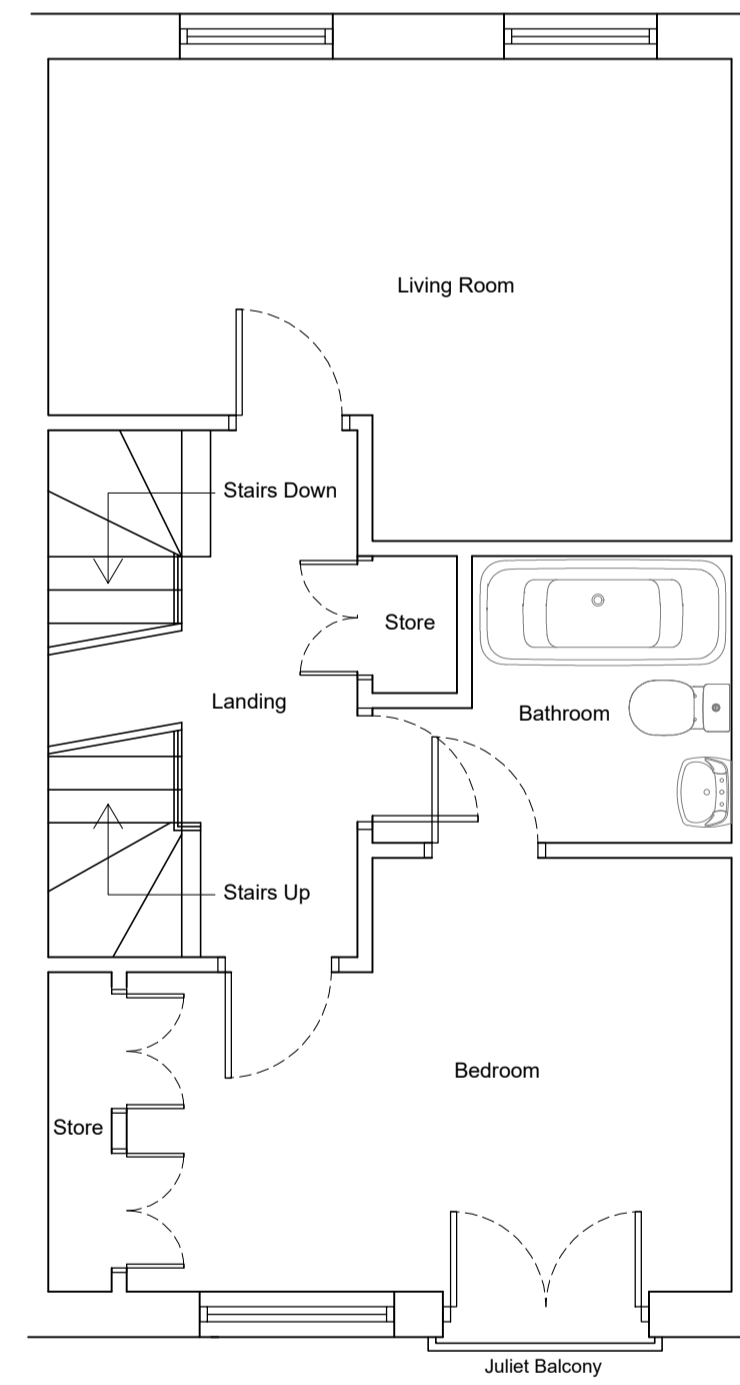 Living Room
Stairs Down
Store
Landing
Bathroom
Stairs Up
Bedroom
Store
Juliet Balcony